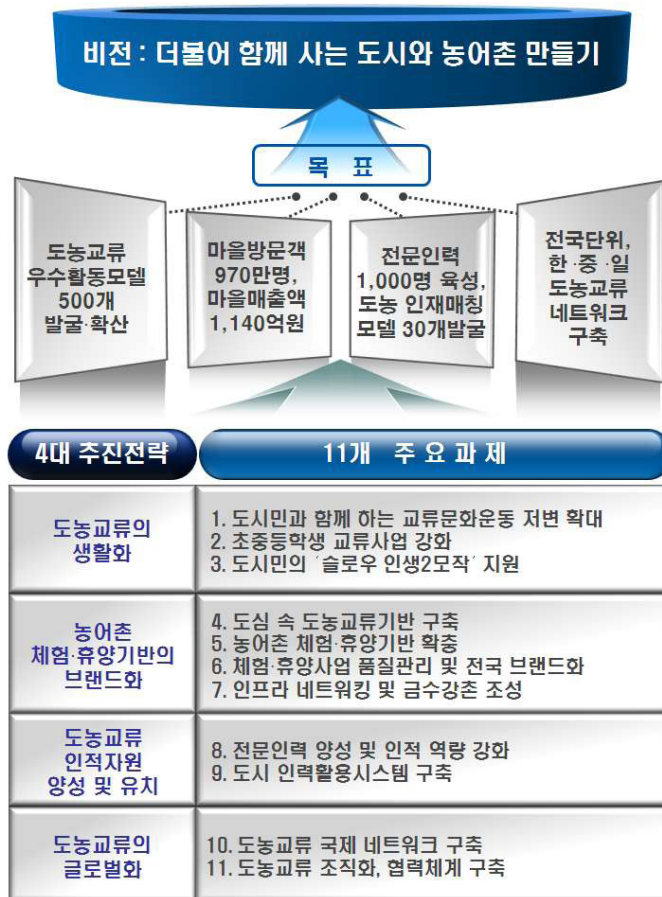 비전 : 더불어 함께 사는 도시와 농어촌 만들기
목 표
도농교류
우수활동모델
500개
발굴·확산
마을방문객
970만명,
마을매출액
1,140억원
전문인력
1,000명 육성,
도농 인재매칭
모델 30개발굴
전국단위,
한·중·일
도농교류
네트워크
구축
4대 추진전략
11개 주요과제
도농교류의
생활화
1. 도시민과 함께 하는 교류문화운동 저변 확대
2. 초중등학생 교류사업 강화
3. 도시민의 ‘슬로우 인생2모작’ 지원
농어촌
체험·휴양기반의
브랜드화
4. 도심 속 도농교류기반 구축
5. 농어촌 체험·휴양기반 확충
6. 체험·휴양사업 품질관리 및 전국 브랜드화
7. 인프라 네트워킹 및 금수강촌 조성
도농교류
인적자원
양성 및 유치
8. 전문인력 양성 및 인적 역량 강화
9. 도시 인력활용시스템 구축
도농교류의
글로벌화
10. 도농교류 국제 네트워크 구축
11. 도농교류 조직화, 협력체계 구축